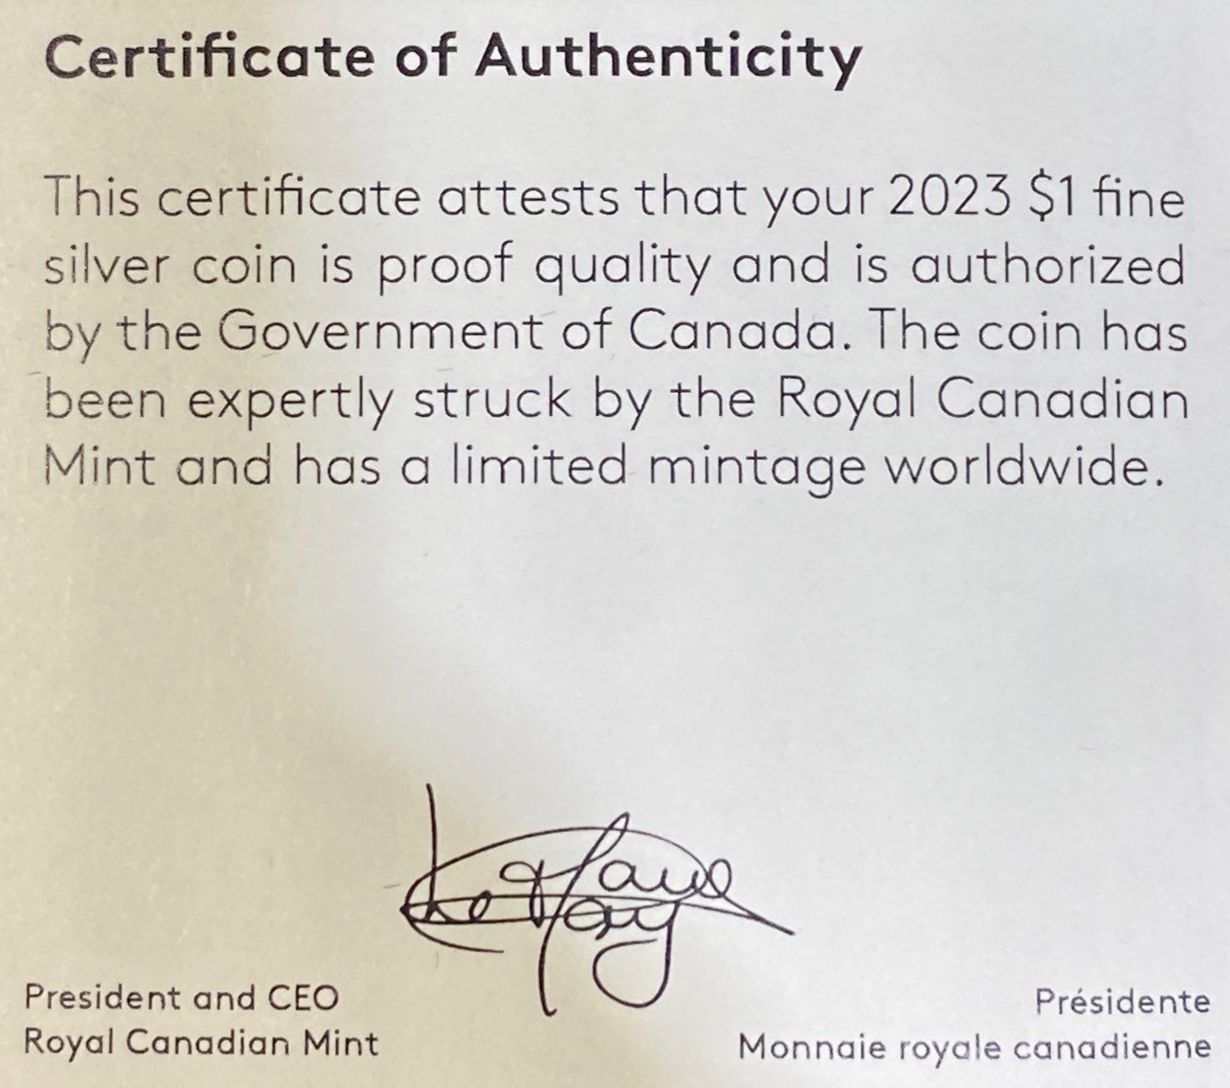 Certificate of Authenticity
This certificate attests that your 2023 $1 fine
silver coin is proof quality and is authorized
by the Government of Canada. The coin has
been expertly struck by the Royal Canadian
Mint and has a limited mintage worldwide.
President and CEO
Royal Canadian Mint
Présidente
Monnaie royale canadienne